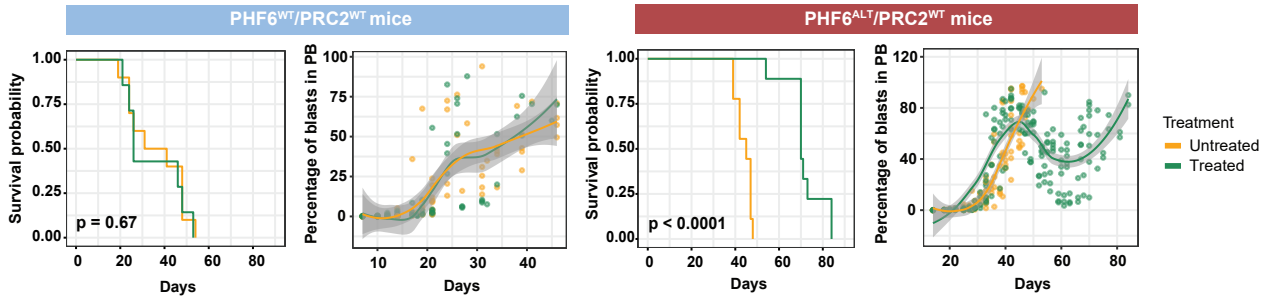 PHF6ᵂᵀ/PRC2ᵂᵀ mice
PHF6ᴬᴸᵀ/PRC2ᵂᵀ mice
Survival probability
1.00
0.75
0.50
0.25
0.00
p = 0.67
0 20 40 60 80
Days
Percentage of blasts in PB
100
75
50
25
0
10 20 30 40
Days
Survival probability
1.00
0.75
0.50
0.25
0.00
p < 0.0001
0 20 40 60 80
Days
Percentage of blasts in PB
120
80
40
0
20 40 60 80
Days
Treatment
Untreated
Treated